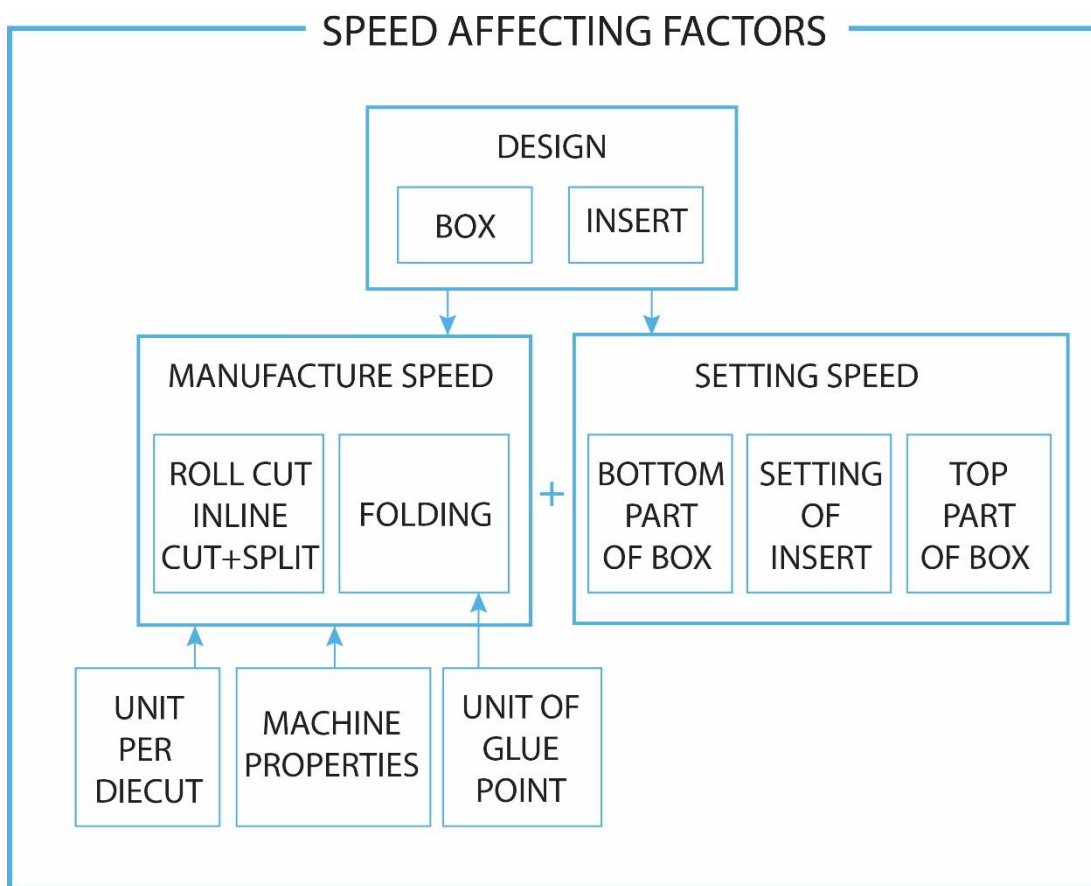 SPEED AFFECTING FACTORS
DESIGN
BOX
INSERT
MANUFACTURE SPEED
ROLL CUT
INLINE
CUT+SPLIT
FOLDING
+
SETTING SPEED
BOTTOM
PART
OF BOX
SETTING
OF
INSERT
TOP
PART
OF BOX
UNIT
PER
DIECUT
MACHINE
PROPERTIES
UNIT OF
GLUE
POINT